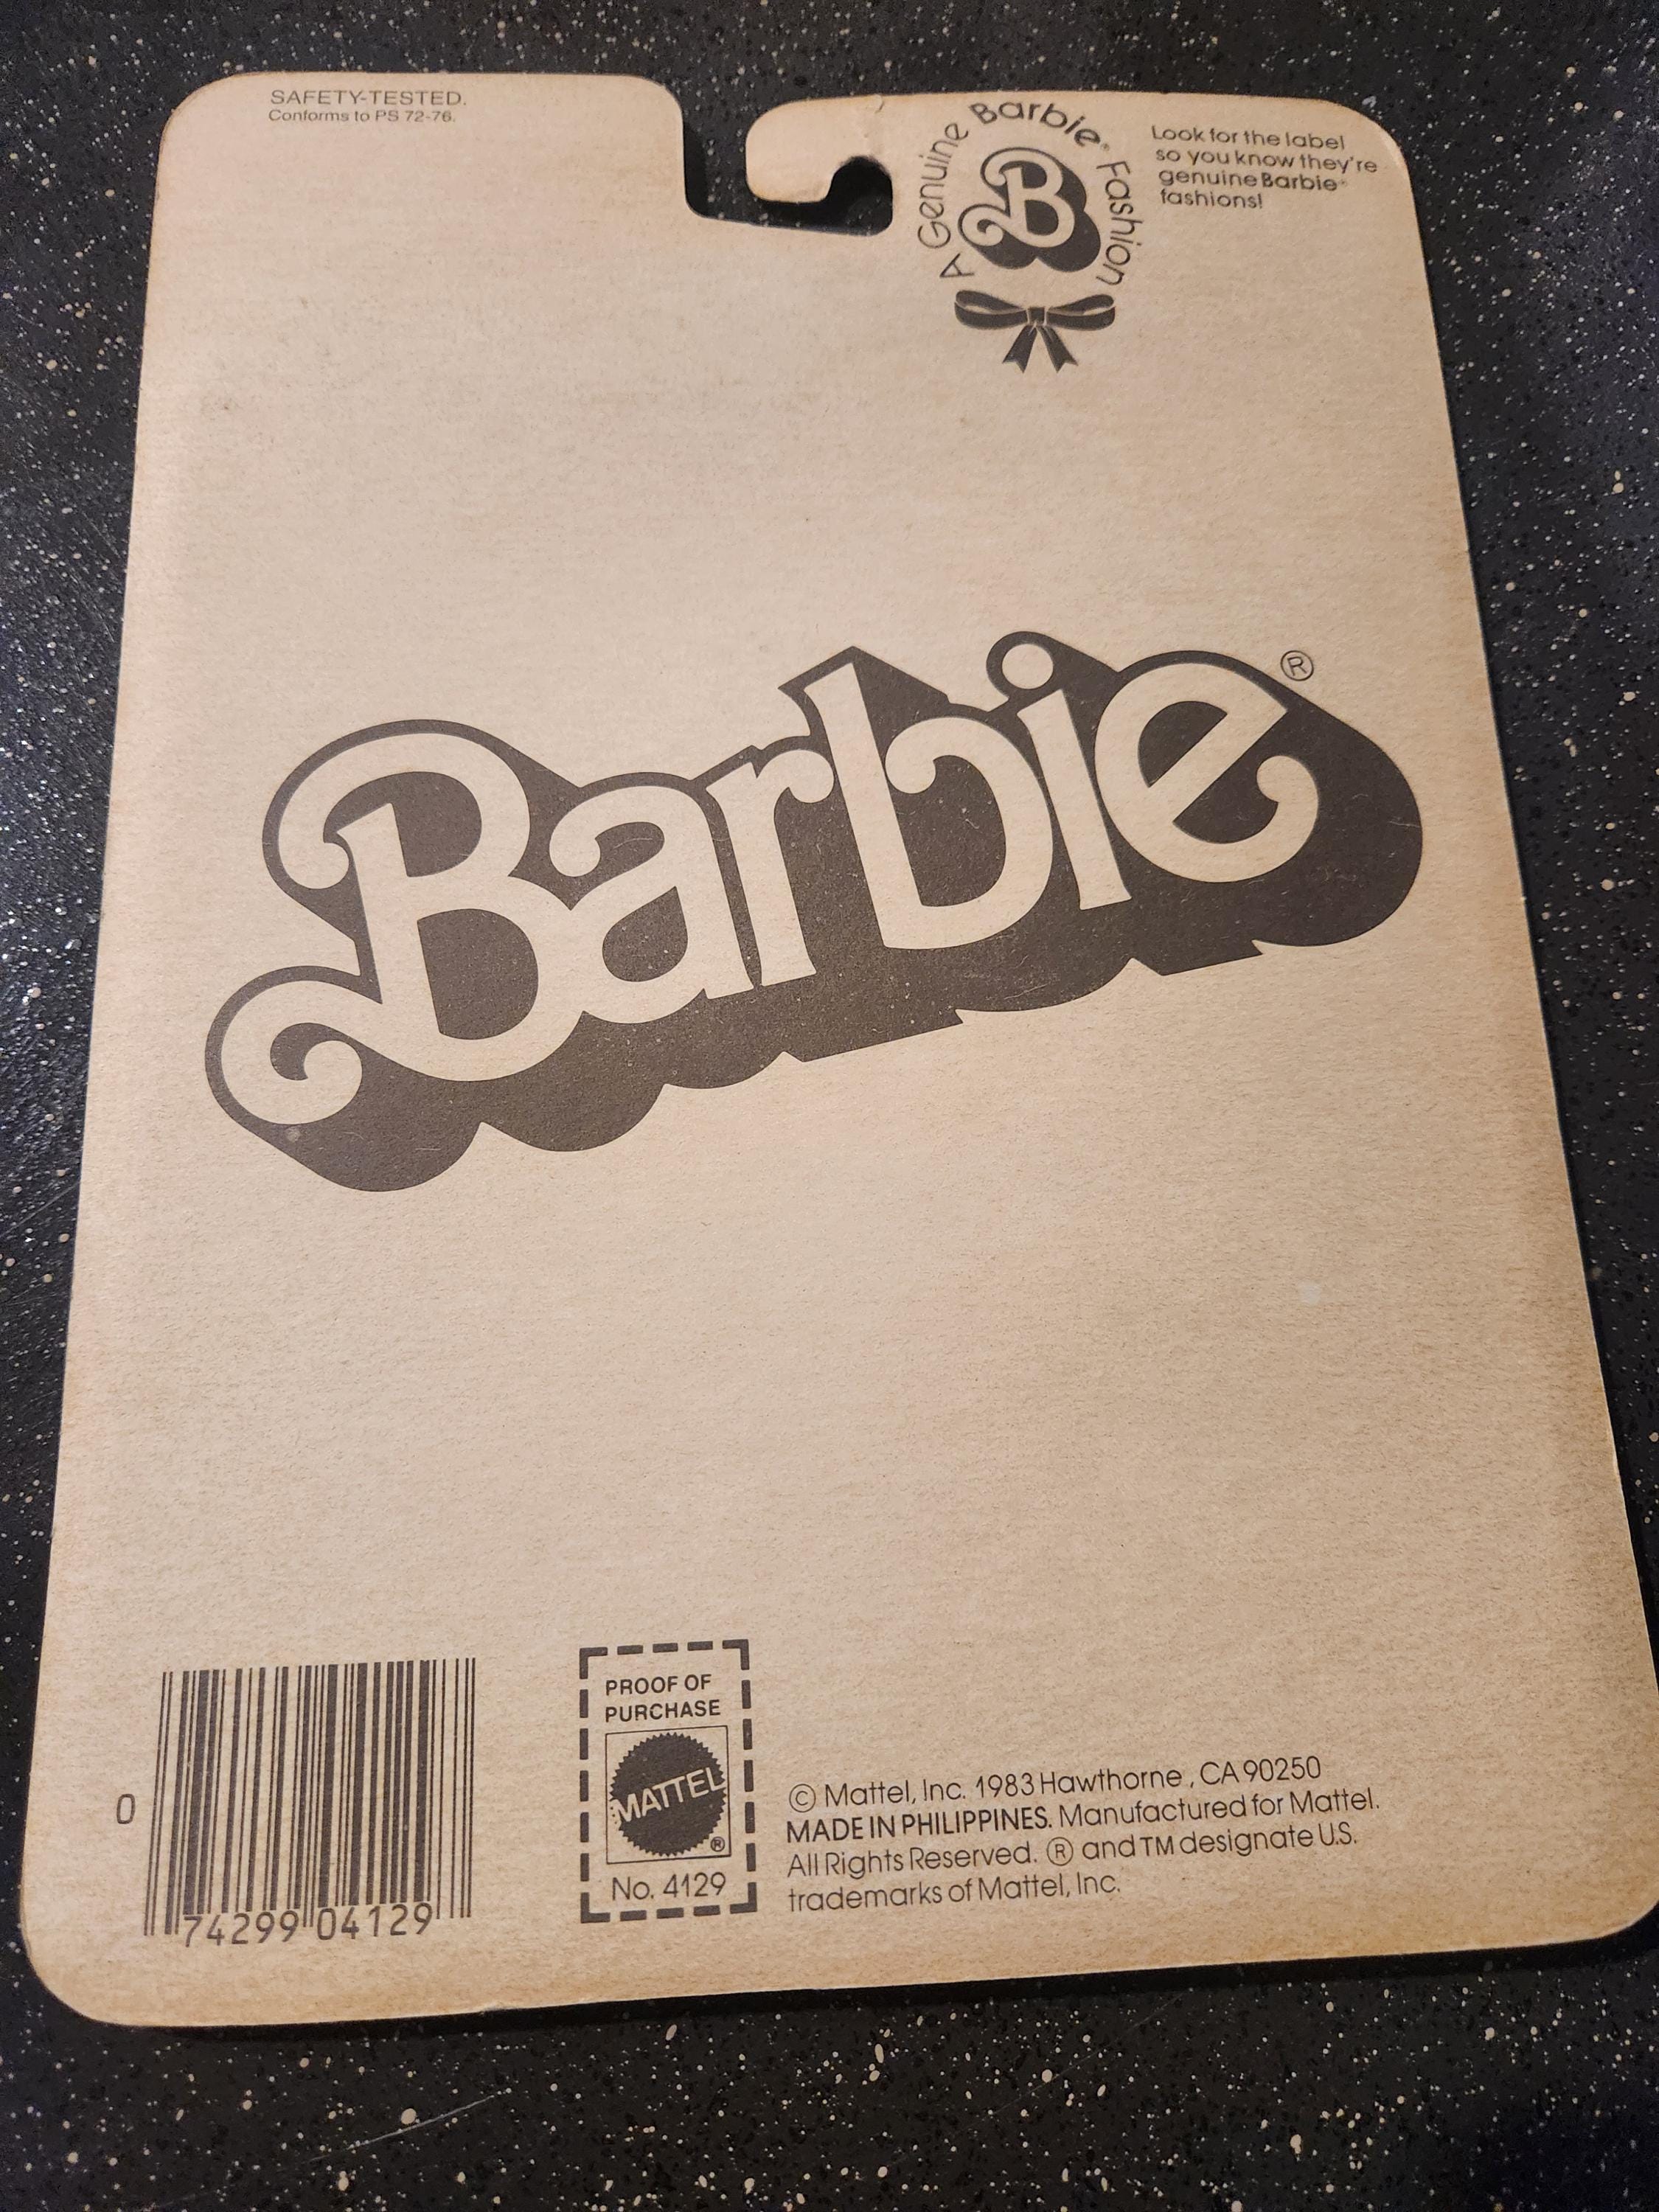 SAFETY-TESTED.
Conforms to PS 72-76.
A Genuine Barbie® Fashion
B
Look for the label
so you know they're
genuine Barbie®
fashions!
Barbie®
0
74299 04129
PROOF OF
PURCHASE
MATTEL®
No. 4129
© Mattel, Inc. 1983 Hawthorne, CA 90250
MADE IN PHILIPPINES. Manufactured for Mattel.
All Rights Reserved. ® and TM designate U.S.
trademarks of Mattel, Inc.